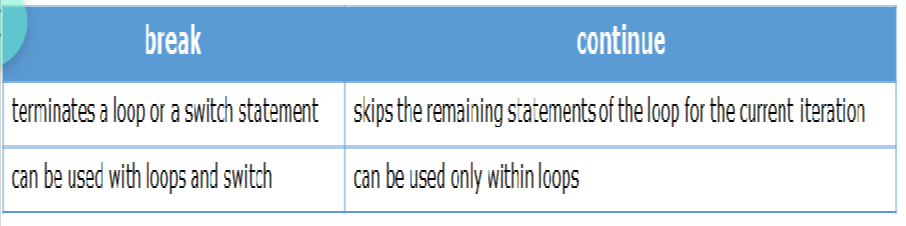 break continue
terminates a loop or a switch statement skips the remaining statements of the loop for the current iteration
can be used with loops and switch can be used only within loops